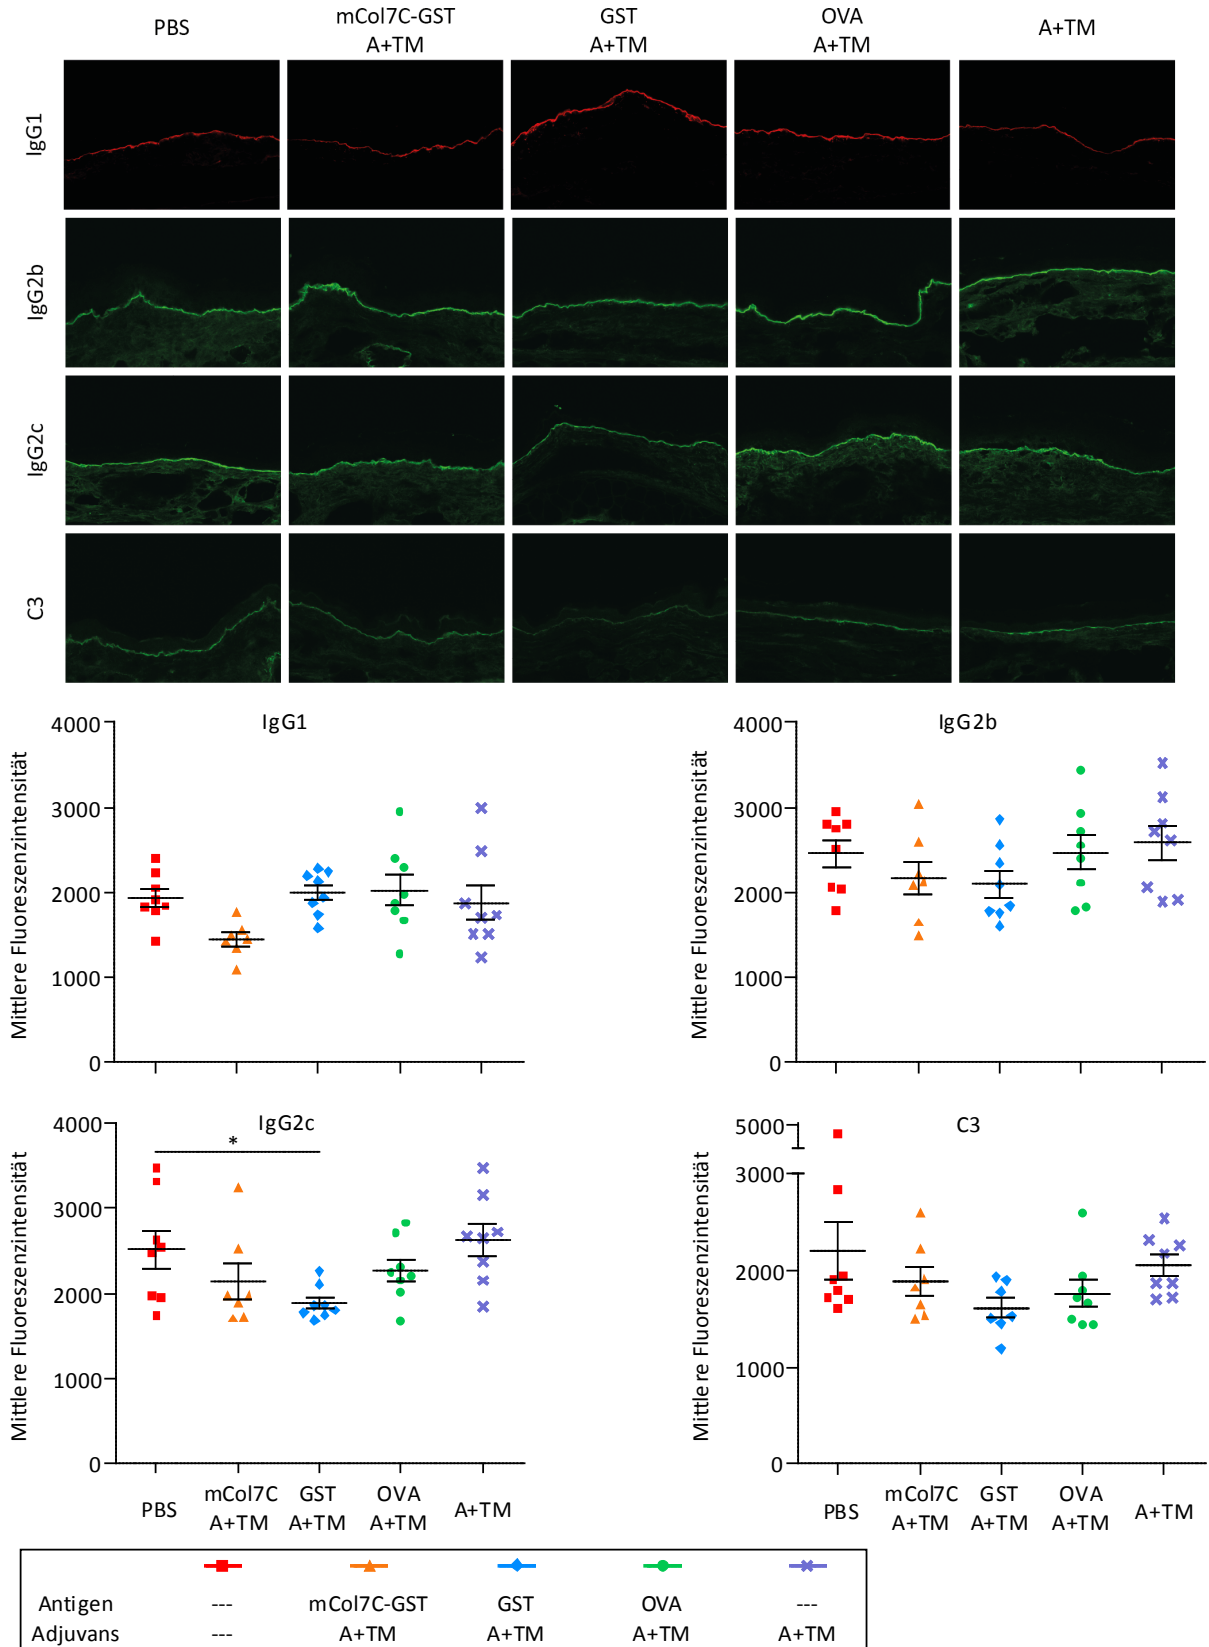 PBS
mCol7C-GST
A+TM
GST
A+TM
OVA
A+TM
A+TM
IgG1
IgG2b
IgG2c
C3
IgG1
Mittlere Fluoreszenzintensität
4000
3000
2000
1000
0
IgG2b
Mittlere Fluoreszenzintensität
4000
3000
2000
1000
0
IgG2c
Mittlere Fluoreszenzintensität
4000
3000
2000
1000
0
*
PBS
mCol7C
A+TM
GST
A+TM
OVA
A+TM
A+TM
C3
Mittlere Fluoreszenzintensität
5000
3000
2000
1000
0
PBS
mCol7C
A+TM
GST
A+TM
OVA
A+TM
A+TM
Antigen --- mCol7C-GST GST OVA ---
Adjuvans --- A+TM A+TM A+TM A+TM